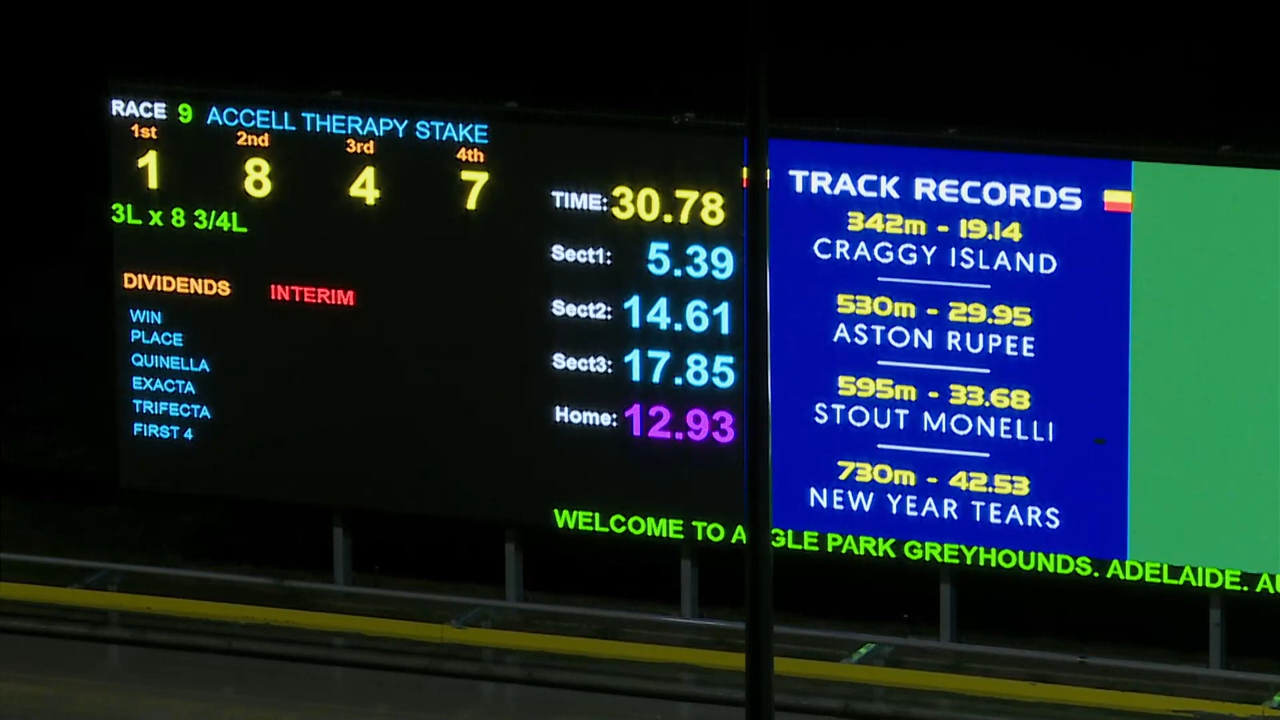 RACE 9 ACCELL THERAPY STAKE
1st 2nd 3rd 4th
1 8 4 7
3L x 8 3/4L
DIVIDENDS INTERIM
WIN
PLACE
QUINELLA
EXACTA
TRIFECTA
FIRST 4
TIME: 30.78
Sect1: 5.39
Sect2: 14.61
Sect3: 17.85
Home: 12.93
TRACK RECORDS
342m - 19.14
CRAGGY ISLAND
530m - 29.95
ASTON RUPEE
595m - 33.68
STOUT MONELLI
730m - 42.53
NEW YEAR TEARS
WELCOME TO ANGLE PARK GREYHOUNDS. ADELAIDE.